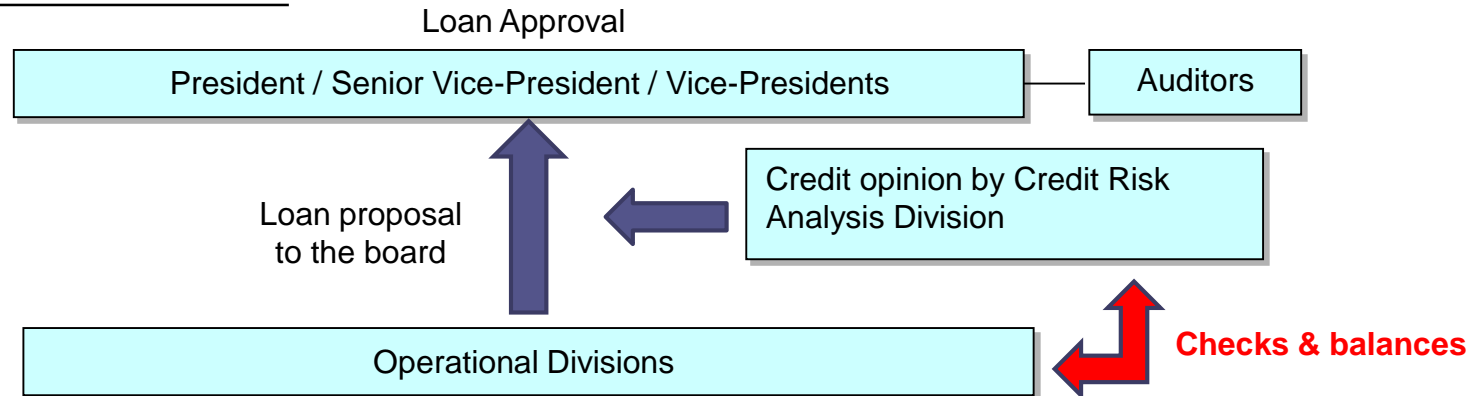 Loan Approval
President / Senior Vice-President / Vice-Presidents
Auditors
Credit opinion by Credit Risk
Analysis Division
Loan proposal
to the board
Checks & balances
Operational Divisions